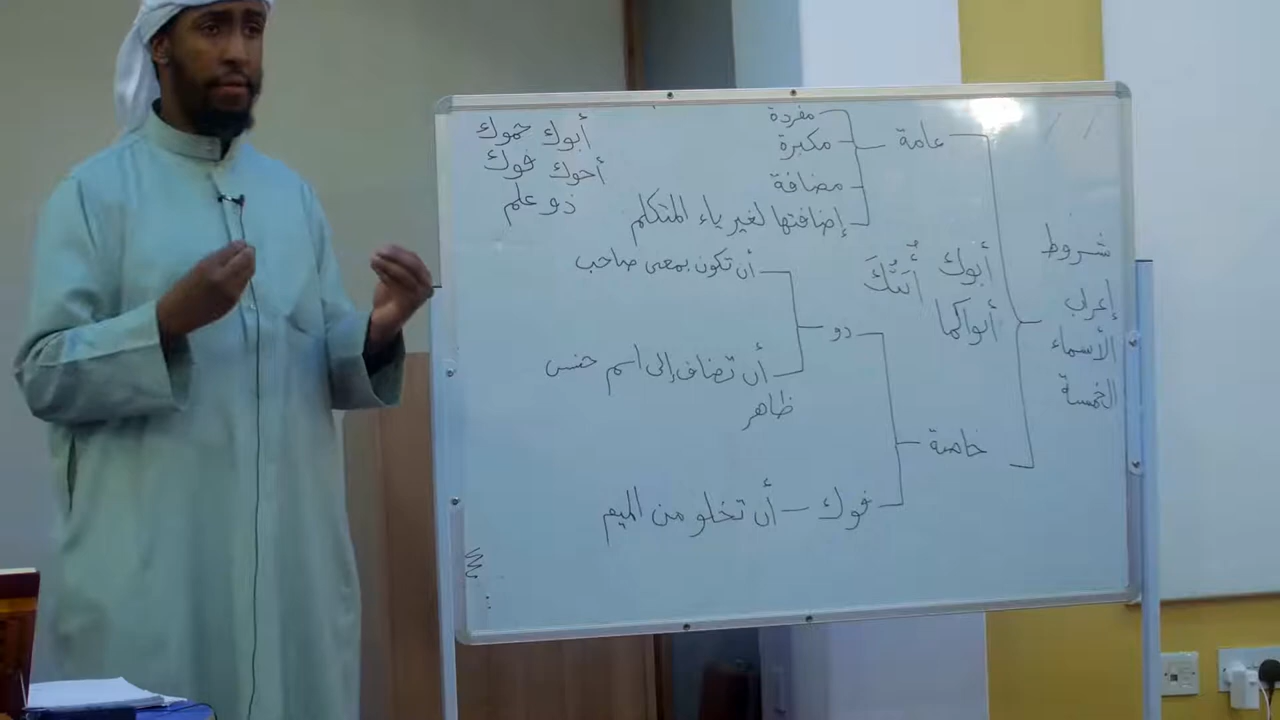 شروط
إعراب
الأسماء
الخمسة
عامة
مفردة
مكبرة
مضافة
إضافتها لغير ياء المتكلم
أبوك حموك
أخوك فوك
ذو علم
أبوك أُبَيُّكَ
أبواكما
خاصة
ذو
أن تكون بمعنى صاحب
أن تضاف إلى اسم جنس
ظاهر
فوك - أن تخلو من الميم